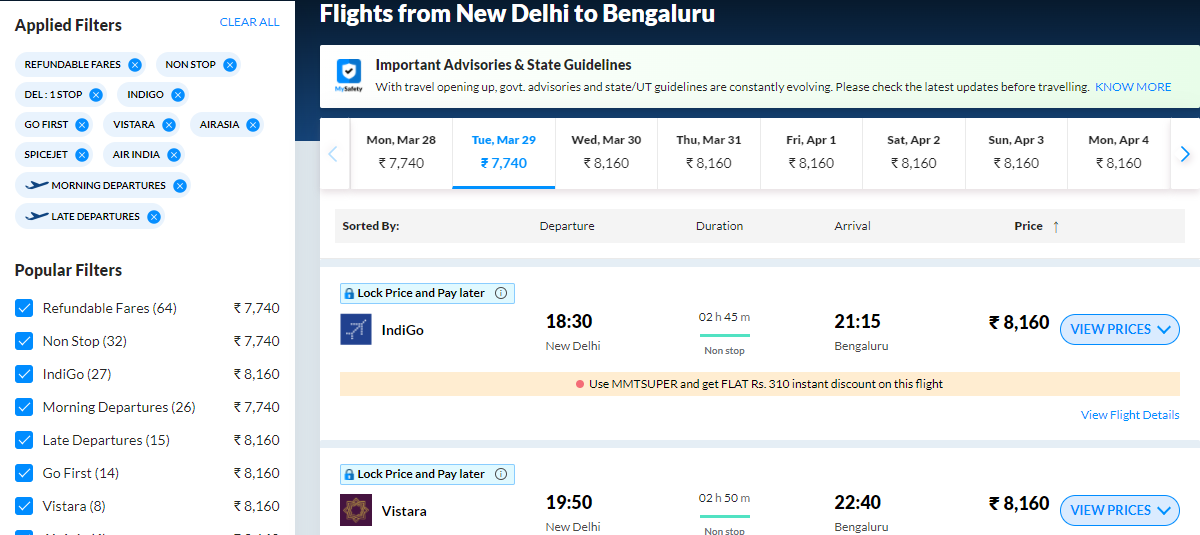 Applied Filters
CLEAR ALL
REFUNDABLE FARES
NON STOP
DEL : 1 STOP
INDIGO
GO FIRST
VISTARA
AIRASIA
SPICEJET
AIR INDIA
MORNING DEPARTURES
LATE DEPARTURES
Popular Filters
Refundable Fares (64) ₹ 7,740
Non Stop (32) ₹ 7,740
IndiGo (27) ₹ 8,160
Morning Departures (26) ₹ 7,740
Late Departures (15) ₹ 8,160
Go First (14) ₹ 8,160
Vistara (8) ₹ 8,160
Flights from New Delhi to Bengaluru
MySafety
Important Advisories & State Guidelines
With travel opening up, govt. advisories and state/UT guidelines are constantly evolving. Please check the latest updates before travelling. KNOW MORE
Mon, Mar 28 Tue, Mar 29 Wed, Mar 30 Thu, Mar 31 Fri, Apr 1 Sat, Apr 2 Sun, Apr 3 Mon, Apr 4
₹ 7,740 ₹ 7,740 ₹ 8,160 ₹ 8,160 ₹ 8,160 ₹ 8,160 ₹ 8,160 ₹ 8,160
Sorted By: Departure Duration Arrival Price ↑
Lock Price and Pay later
IndiGo
18:30
New Delhi
02 h 45 m
Non stop
21:15
Bengaluru
₹ 8,160
VIEW PRICES
Use MMTSUPER and get FLAT Rs. 310 instant discount on this flight
View Flight Details
Lock Price and Pay later
Vistara
19:50
New Delhi
02 h 50 m
Non stop
22:40
Bengaluru
₹ 8,160
VIEW PRICES